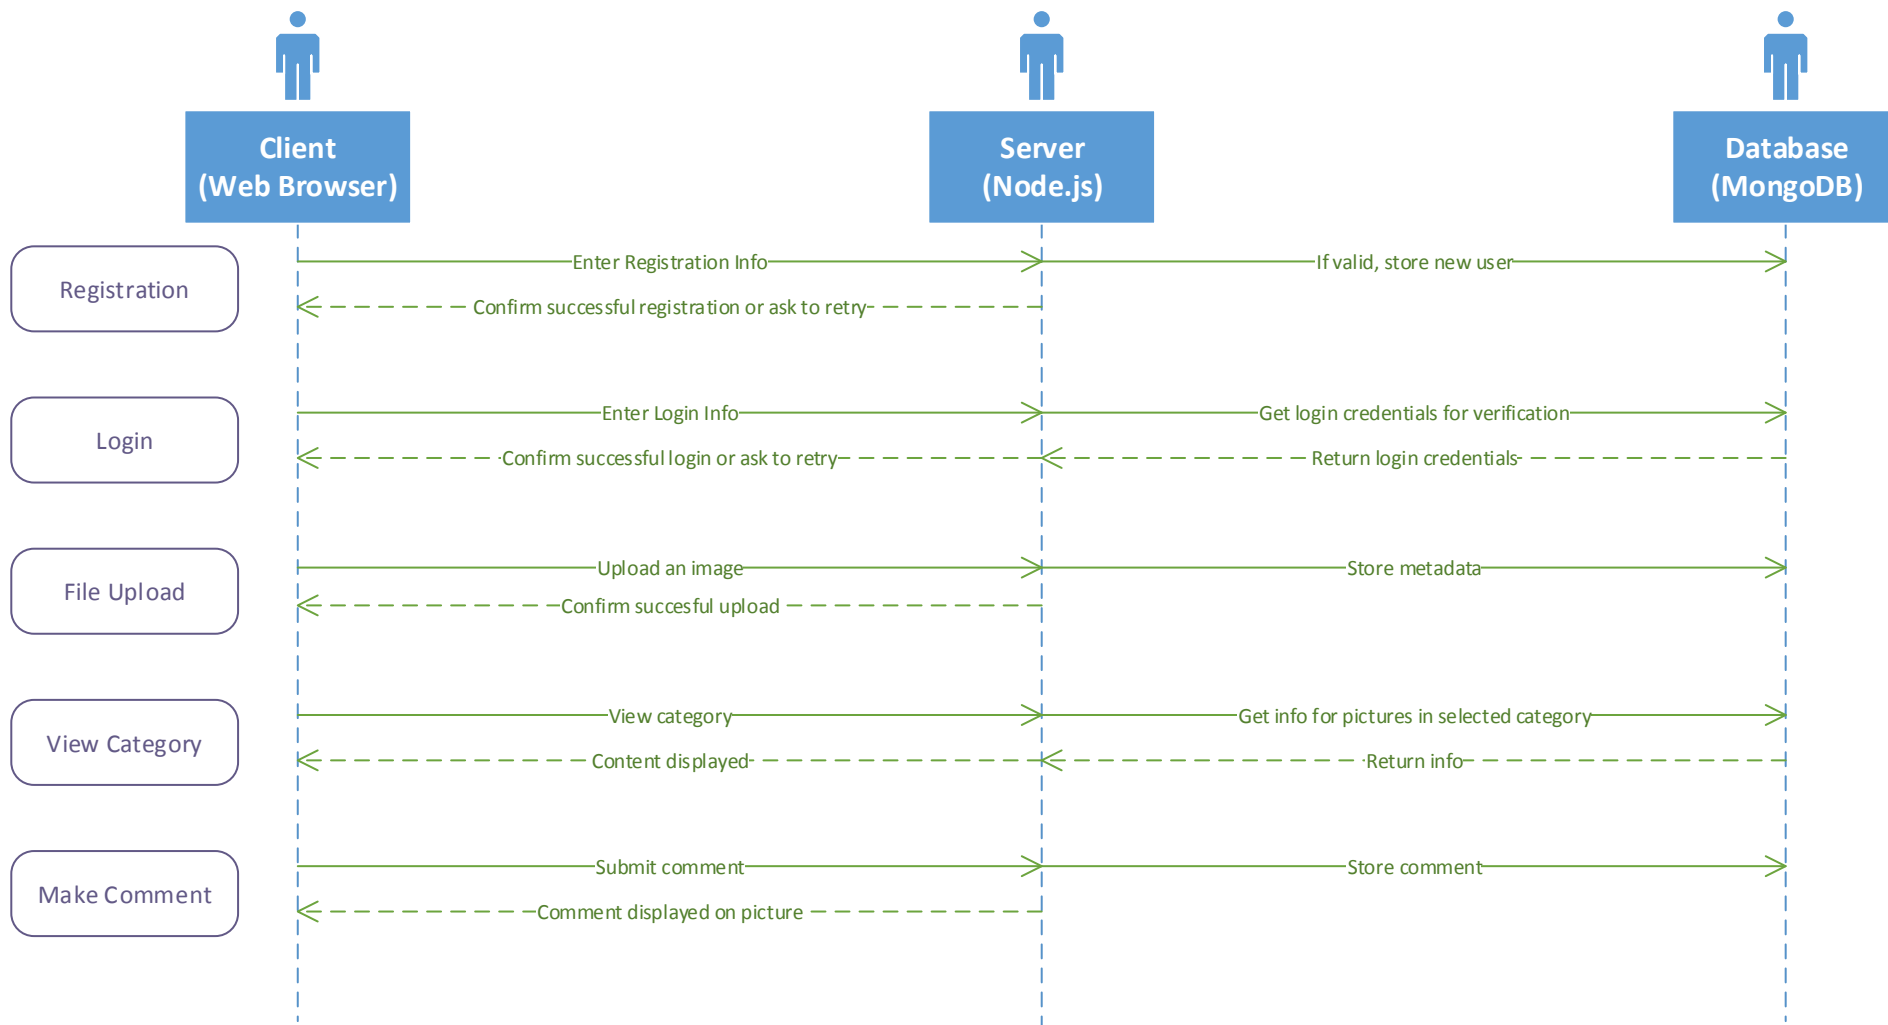 Client
(Web Browser)
Server
(Node.js)
Database
(MongoDB)
Registration
Enter Registration Info
If valid, store new user
Confirm successful registration or ask to retry
Login
Enter Login Info
Get login credentials for verification
Confirm successful login or ask to retry
Return login credentials
File Upload
Upload an image
Store metadata
Confirm succesful upload
View Category
View category
Get info for pictures in selected category
Content displayed
Return info
Make Comment
Submit comment
Store comment
Comment displayed on picture